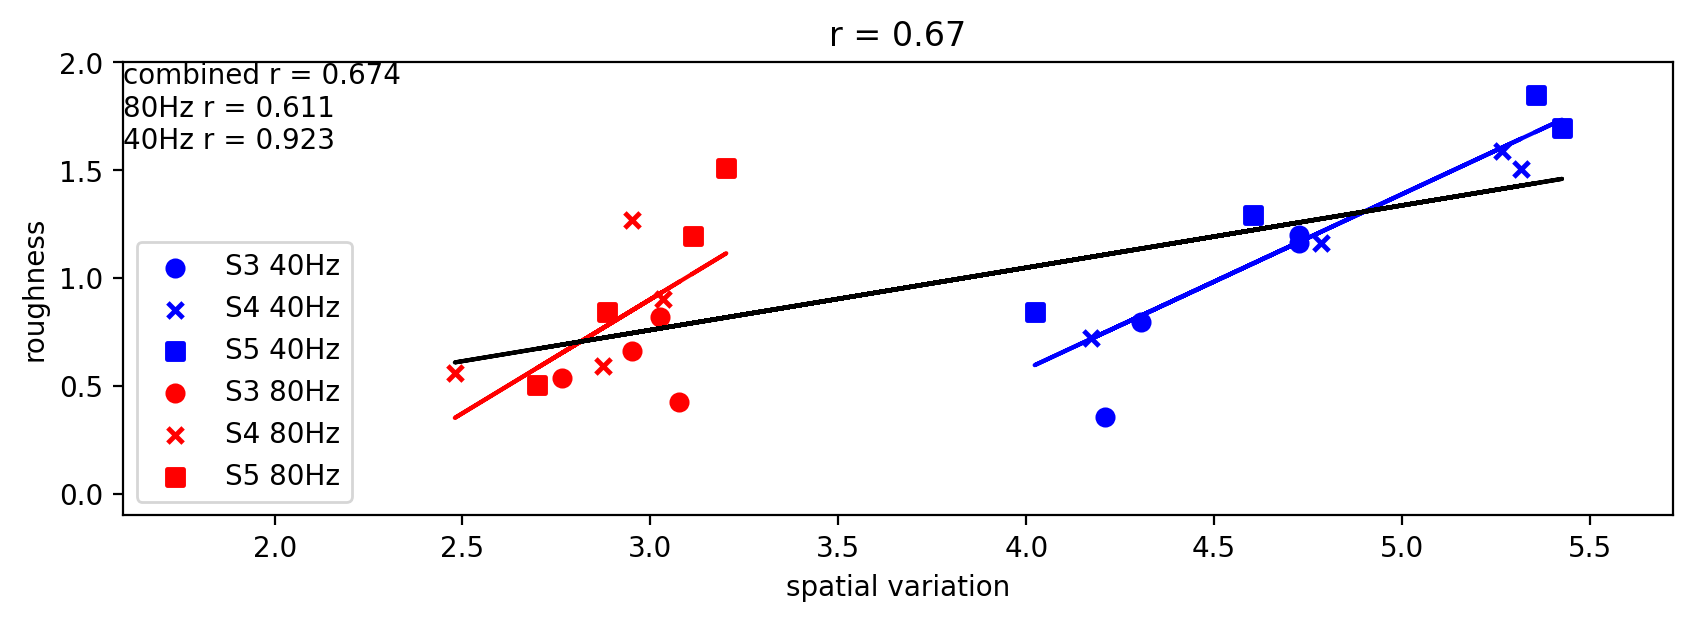 r = 0.67
combined r = 0.674
80Hz r = 0.611
40Hz r = 0.923
2.0
1.5
1.0
0.5
0.0
roughness
S3 40Hz
S4 40Hz
S5 40Hz
S3 80Hz
S4 80Hz
S5 80Hz
2.0 2.5 3.0 3.5 4.0 4.5 5.0 5.5
spatial variation